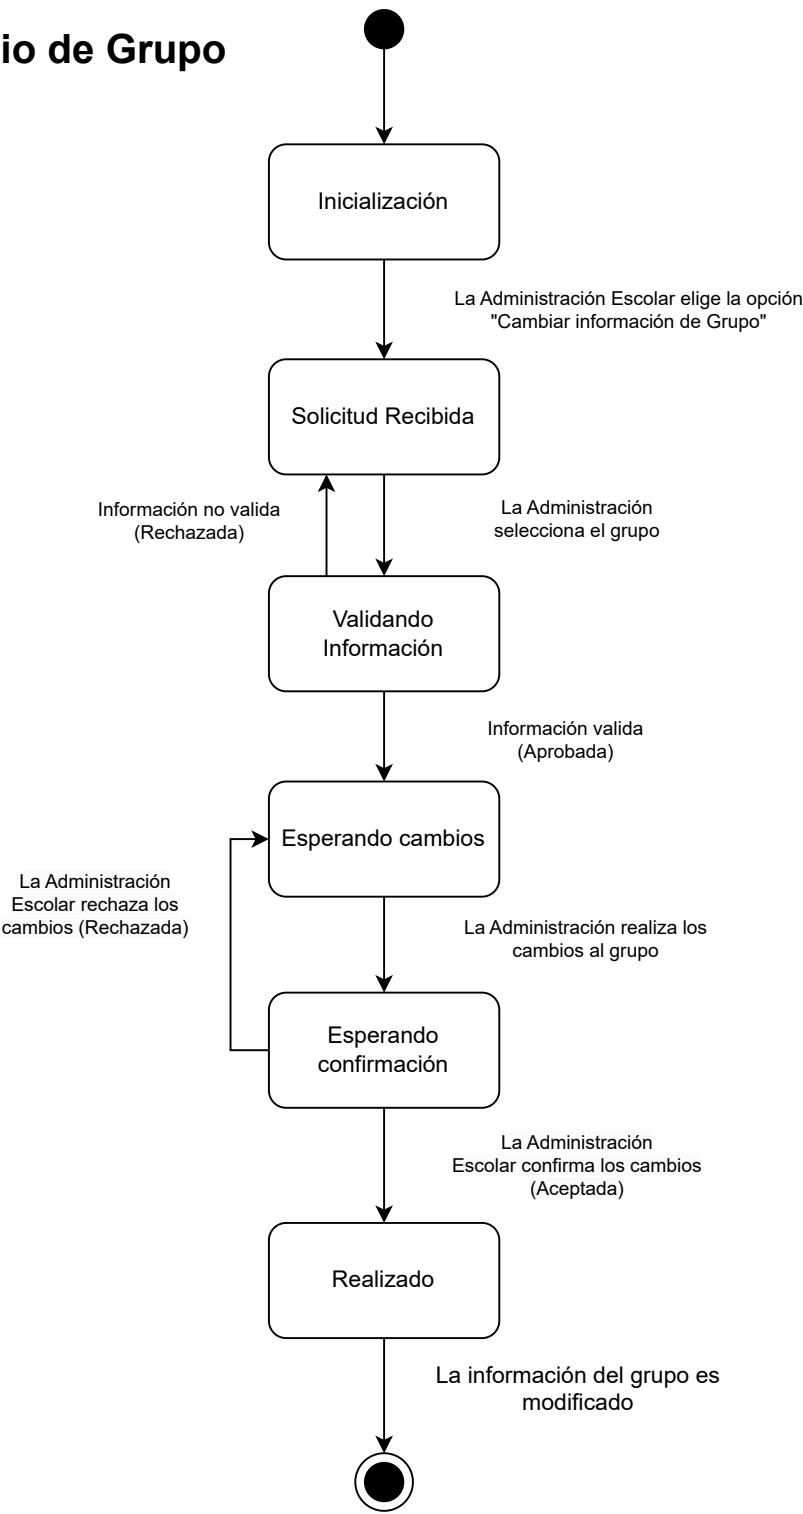 io de Grupo
Inicialización
La Administración Escolar elige la opción
"Cambiar información de Grupo"
Solicitud Recibida
Información no valida
(Rechazada)
La Administración
selecciona el grupo
Validando
Información
Información valida
(Aprobada)
Esperando cambios
La Administración
Escolar rechaza los
cambios (Rechazada)
La Administración realiza los
cambios al grupo
Esperando
confirmación
La Administración
Escolar confirma los cambios
(Aceptada)
Realizado
La información del grupo es
modificado